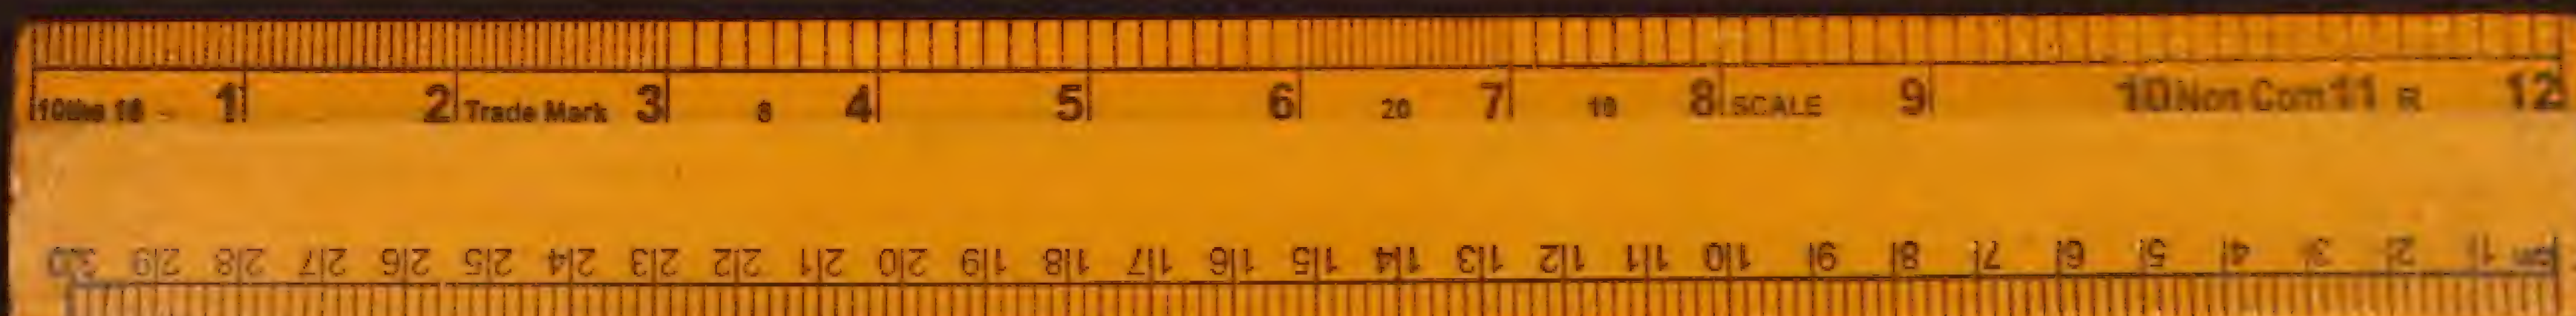 10ths 16 1 2 Trade Mark 3 8 4 5 6 20 7 10 8 SCALE 9 10 Non Com 11 R 12
30 29 28 27 26 25 24 23 22 21 20 19 18 17 16 15 14 13 12 11 10 9 8 7 6 5 4 3 2 1 cm